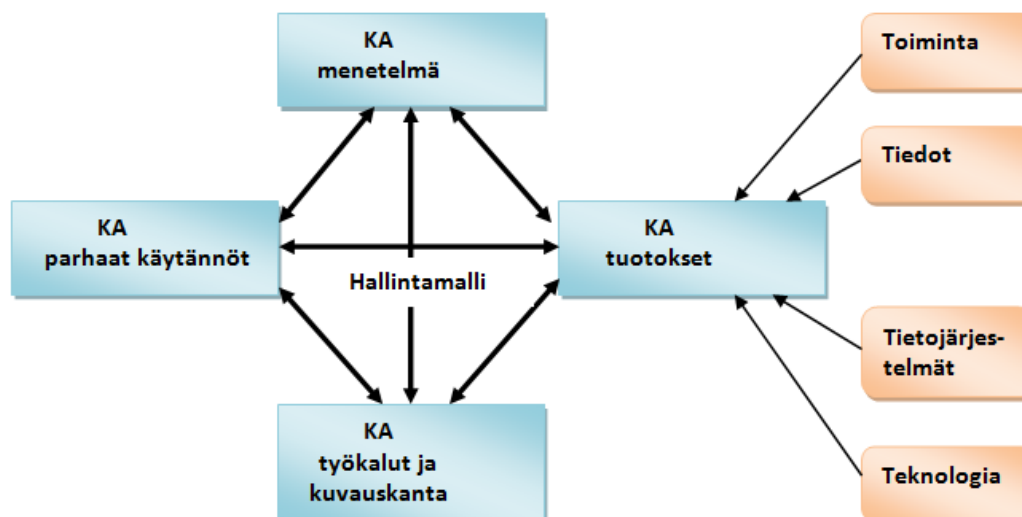 KA
menetelmä
KA
parhaat käytännöt
Hallintamalli
KA
tuotokset
KA
työkalut ja
kuvauskanta
Toiminta
Tiedot
Tietojärjes-
telmät
Teknologia